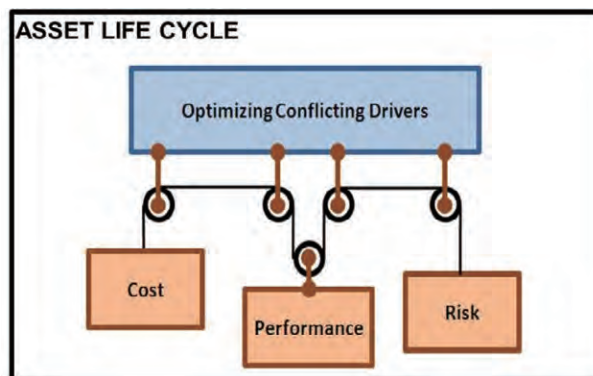 ASSET LIFE CYCLE
Optimizing Conflicting Drivers
Cost
Performance
Risk